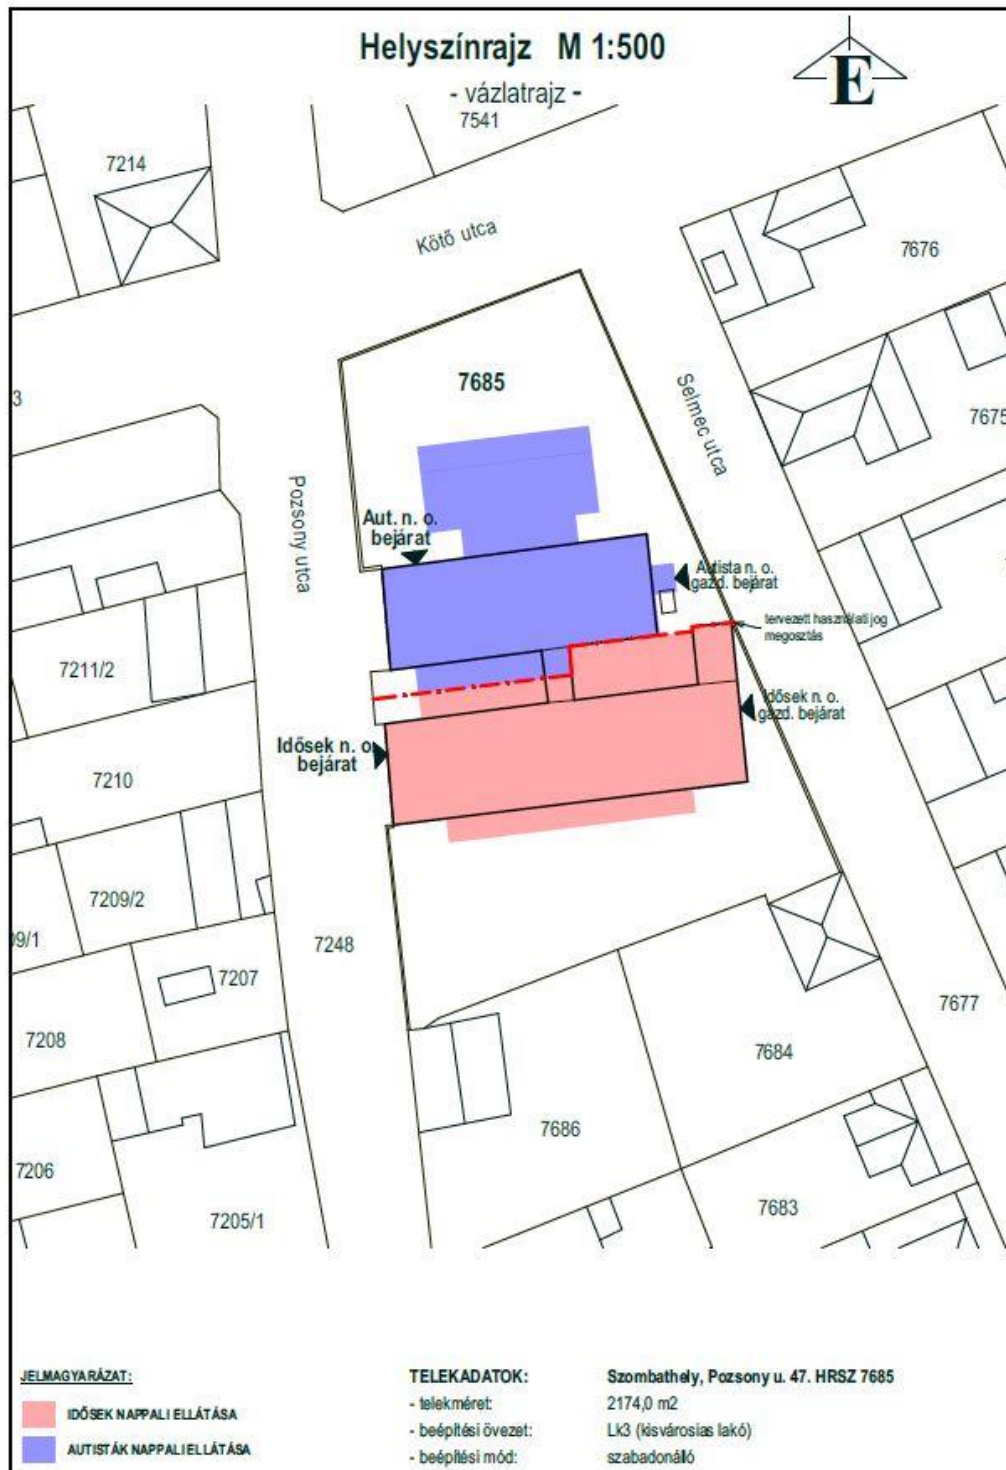 Helyszínrajz M 1:500
- vázlatrajz -
E
7541
7214
Kötő utca
7676
7685
3
Selmec utca
7675
Pozsony utca
Aut. n. o.
bejárat
Autista n. o.
gazd. bejárat
tervezett használati jog
megosztás
7211/2
Idősek n. o.
gazd. bejárat
Idősek n. o.
bejárat
7210
7209/2
09/1
7248
7207
7677
7208
7684
7686
7206
7683
7205/1
JELMAGYARÁZAT:
IDŐSEK NAPPALI ELLÁTÁSA
AUTISTÁK NAPPALI ELLÁTÁSA
TELEKADATOK: Szombathely, Pozsony u. 47. HRSZ 7685
- telekméret: 2174,0 m2
- beépítési övezet: Lk3 (kisvárosias lakó)
- beépítési mód: szabadonálló